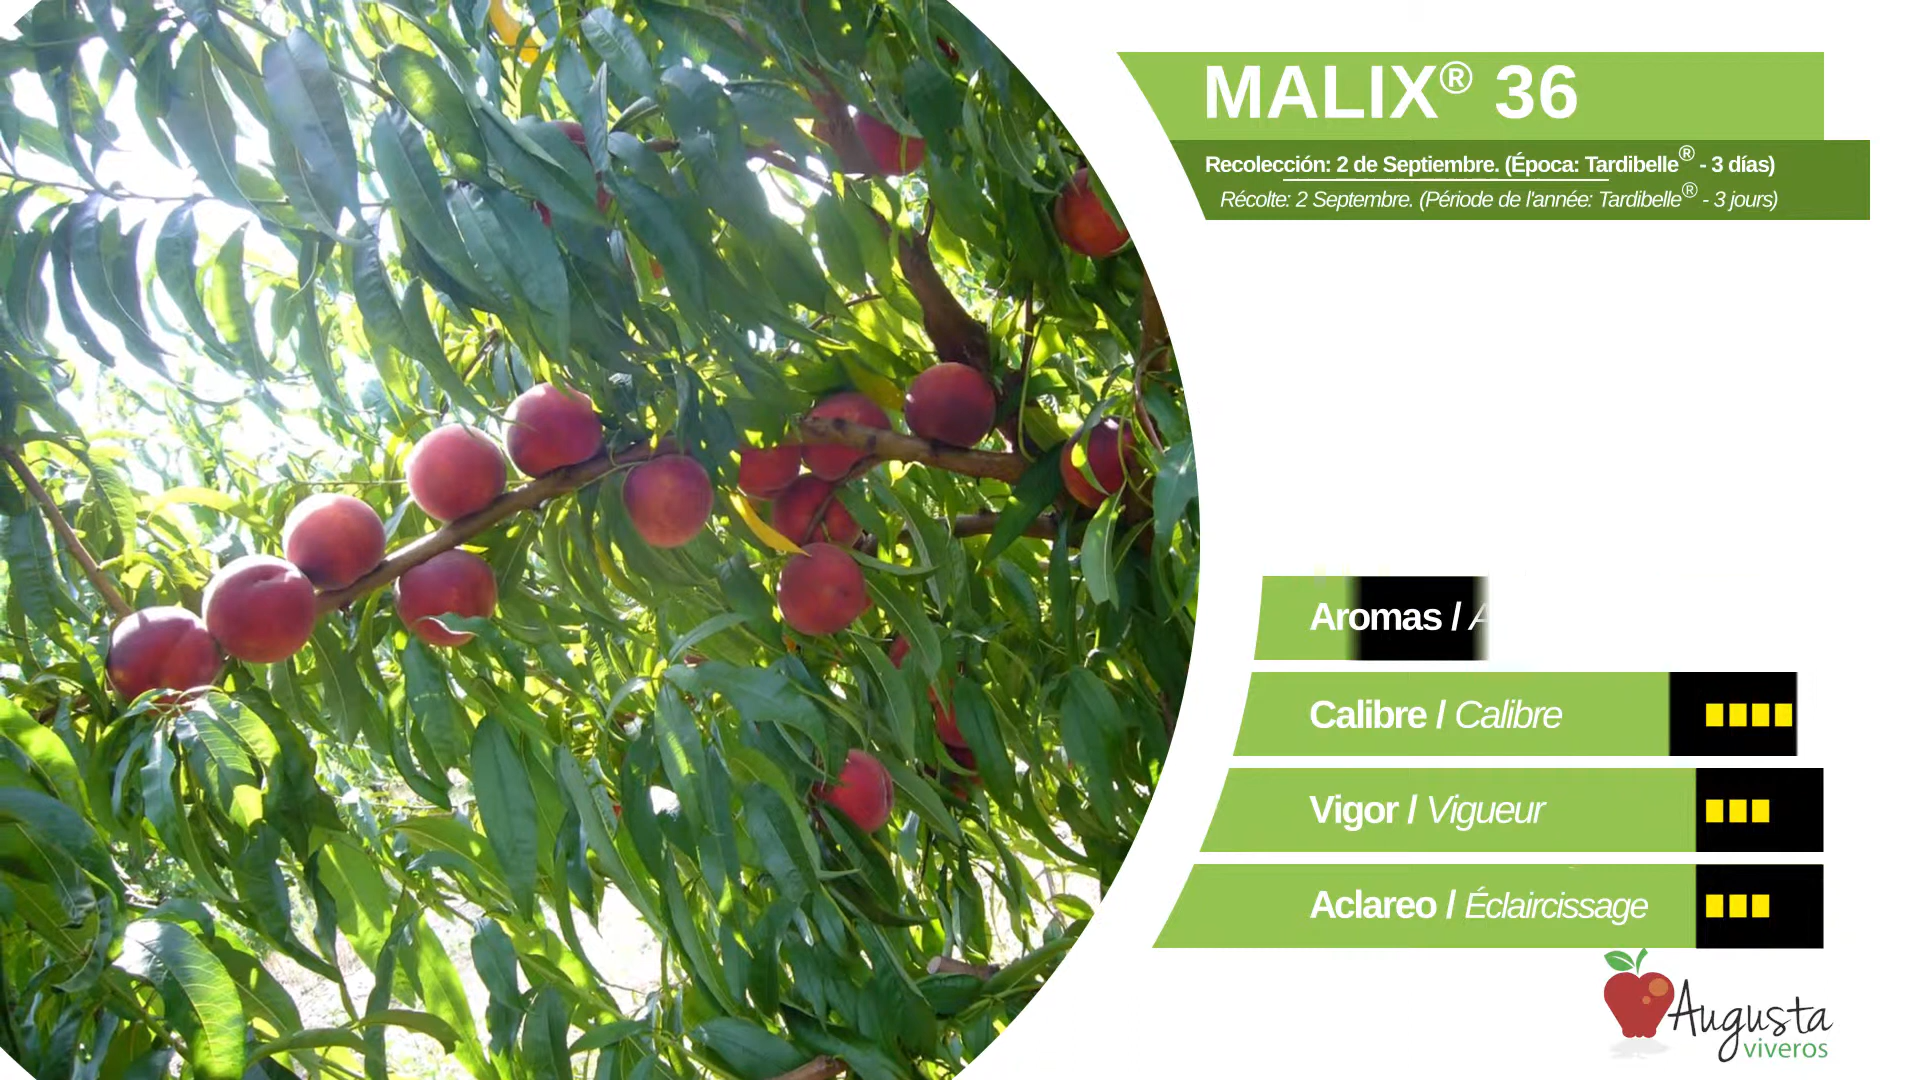 MALIX® 36
Recolección: 2 de Septiembre. (Época: Tardibelle® - 3 días)
Récolte: 2 Septembre. (Période de l'année: Tardibelle® - 3 jours)
Aromas / A
Calibre / Calibre
Vigor / Vigueur
Aclareo / Éclaircissage
Augusta
viveros